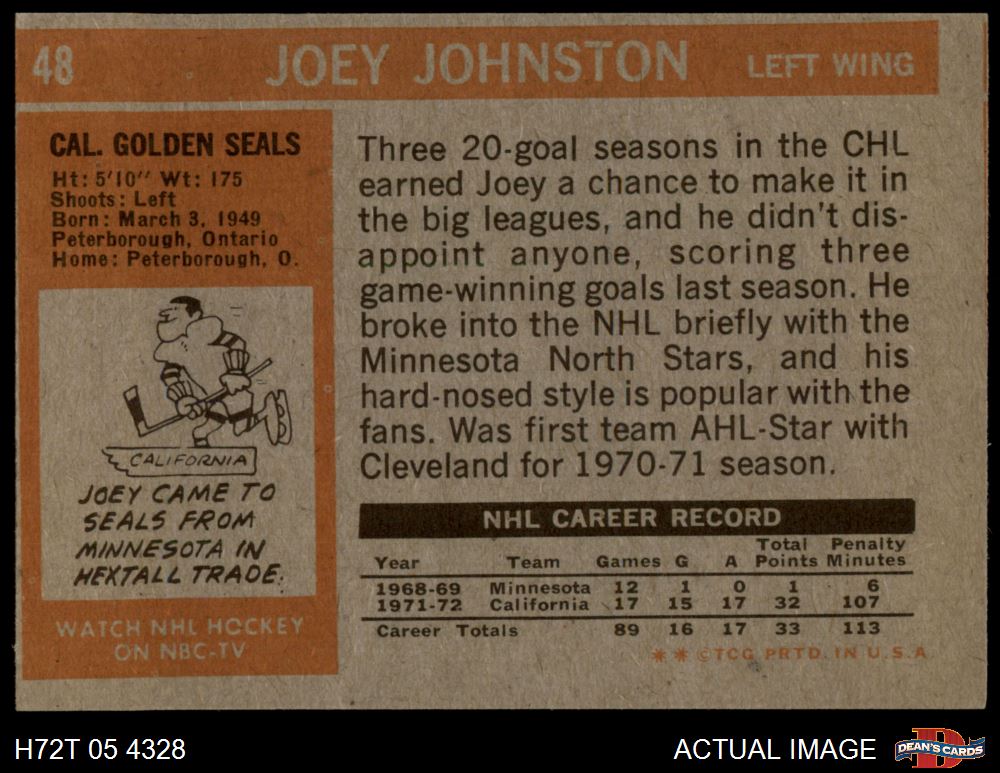 48 JOEY JOHNSTON LEFT WING
CAL. GOLDEN SEALS
Ht: 5'10" Wt: 175
Shoots: Left
Born: March 3, 1949
Peterborough, Ontario
Home: Peterborough, O.
CALIFORNIA
JOEY CAME TO
SEALS FROM
MINNESOTA IN
HEXTALL TRADE.
WATCH NHL HOCKEY
ON NBC-TV
Three 20-goal seasons in the CHL
earned Joey a chance to make it in
the big leagues, and he didn't dis-
appoint anyone, scoring three
game-winning goals last season. He
broke into the NHL briefly with the
Minnesota North Stars, and his
hard-nosed style is popular with the
fans. Was first team AHL-Star with
Cleveland for 1970-71 season.
NHL CAREER RECORD
Year Team Games G A Total Points Penalty Minutes
1968-69 Minnesota 12 1 0 1 6
1971-72 California 17 15 17 32 107
Career Totals 89 16 17 33 113
* * ©TCG PRTD. IN U.S.A
H72T 05 4328 ACTUAL IMAGE DEAN'S CARDS